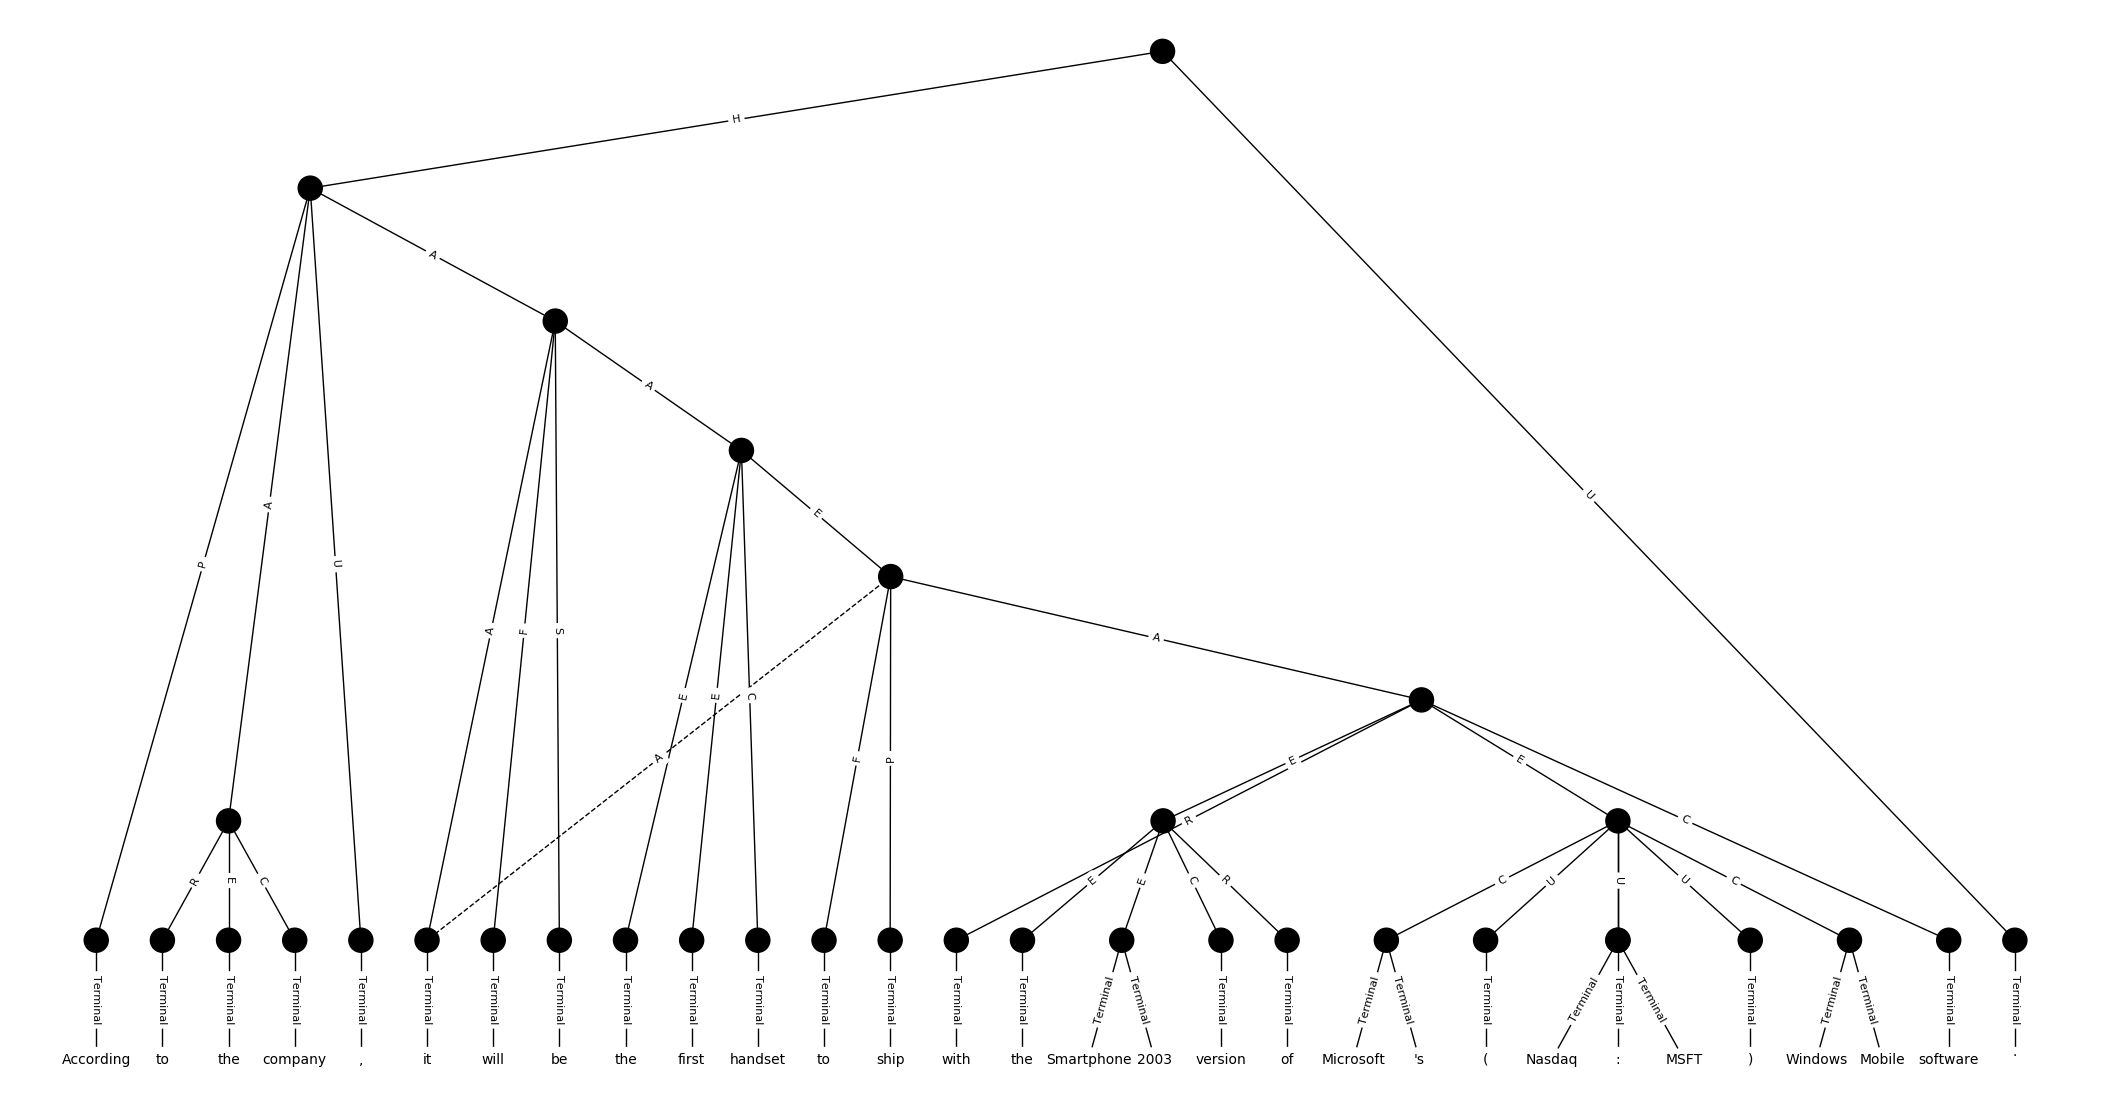 H
A
A
A
E
U
P
U
A
A
F
S
A
E
E
C
A
F
P
E
E
R
C
R
E
C
E
E
C
R
C
U
U
U
C
Terminal Terminal Terminal Terminal Terminal Terminal Terminal Terminal Terminal Terminal Terminal Terminal Terminal Terminal Terminal Terminal Terminal Terminal Terminal Terminal Terminal Terminal Terminal Terminal Terminal Terminal Terminal Terminal Terminal Terminal
According to the company , it will be the first handset to ship with the Smartphone 2003 version of Microsoft 's ( Nasdaq : MSFT ) Windows Mobile software .